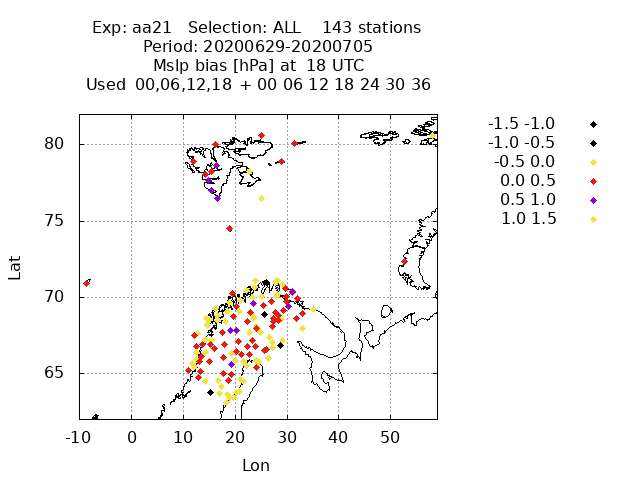 Exp: aa21 Selection: ALL 143 stations
Period: 20200629-20200705
Mslp bias [hPa] at 18 UTC
Used 00,06,12,18 + 00 06 12 18 24 30 36
-1.5 -1.0
-1.0 -0.5
-0.5 0.0
0.0 0.5
0.5 1.0
1.0 1.5
80
75
70
65
Lat
-10 0 10 20 30 40 50
Lon